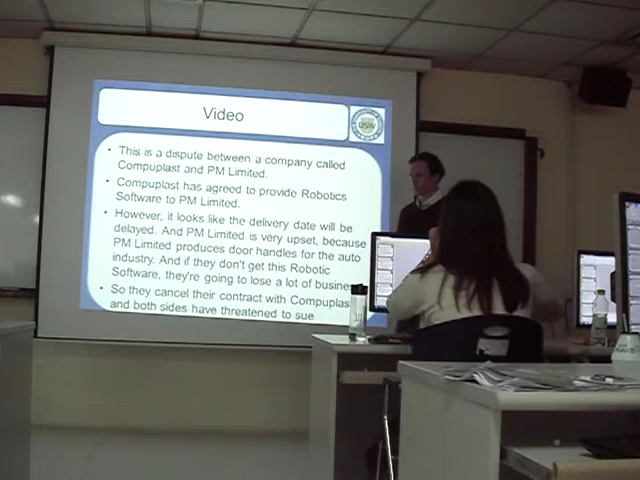 Video
• This is a dispute between a company called
Compuplast and PM Limited.
• Compuplast has agreed to provide Robotics
Software to PM Limited.
• However, it looks like the delivery date will be
delayed. And PM Limited is very upset, because
PM Limited produces door handles for the auto
industry. And if they don't get this Robotic
Software, they're going to lose a lot of business
• So they cancel their contract with Compuplas
and both sides have threatened to sue